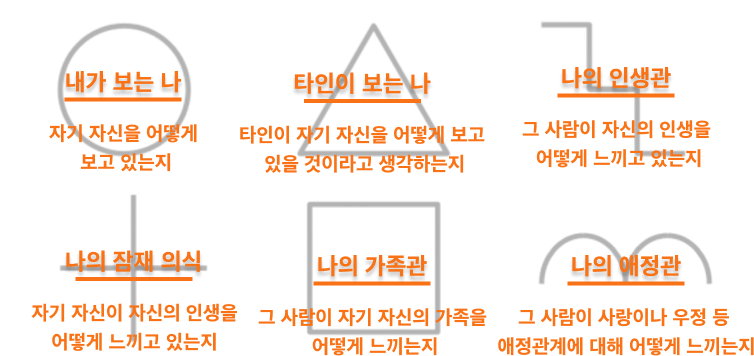 내가 보는 나
자기 자신을 어떻게
보고 있는지
타인이 보는 나
타인이 자기 자신을 어떻게 보고
있을 것이라고 생각하는지
나의 인생관
그 사람이 자신의 인생을
어떻게 느끼고 있는지
나의 잠재 의식
자기 자신이 자신의 인생을
어떻게 느끼고 있는지
나의 가족관
그 사람이 자기 자신의 가족을
어떻게 느끼는지
나의 애정관
그 사람이 사랑이나 우정 등
애정관계에 대해 어떻게 느끼는지